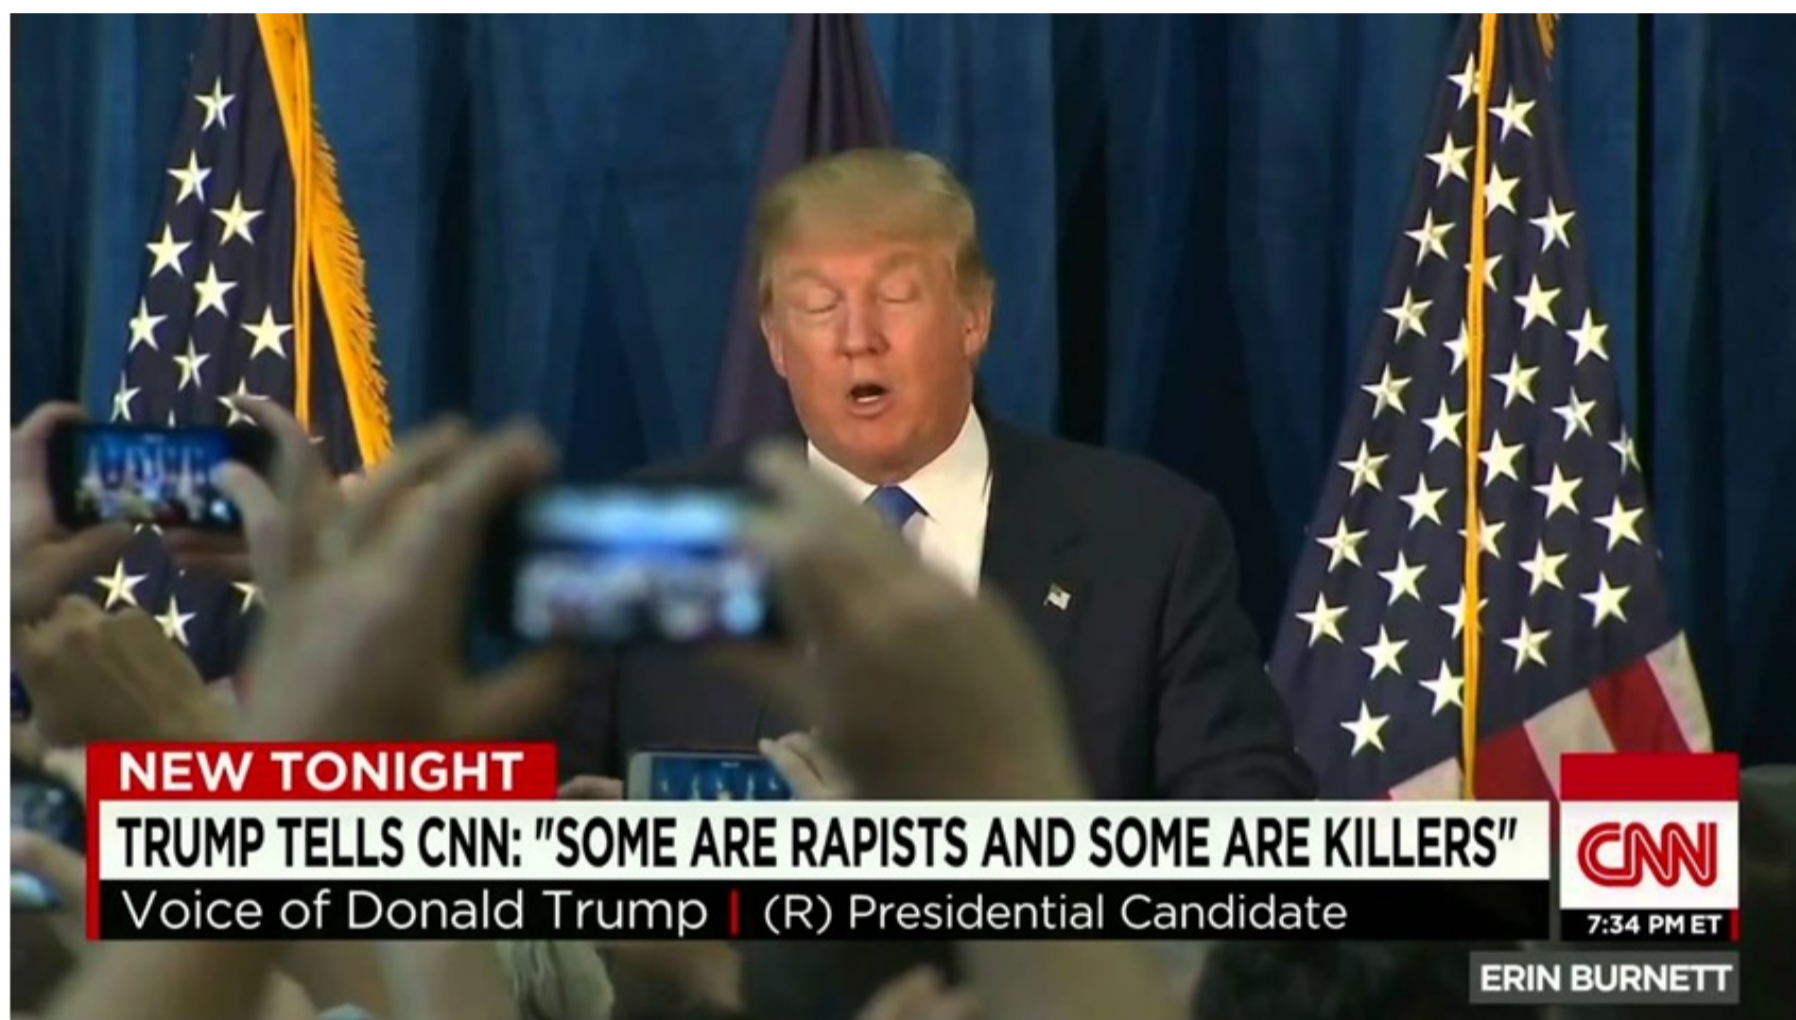 NEW TONIGHT
TRUMP TELLS CNN: "SOME ARE RAPISTS AND SOME ARE KILLERS"
Voice of Donald Trump | (R) Presidential Candidate
CNN
7:34 PM ET
ERIN BURNETT